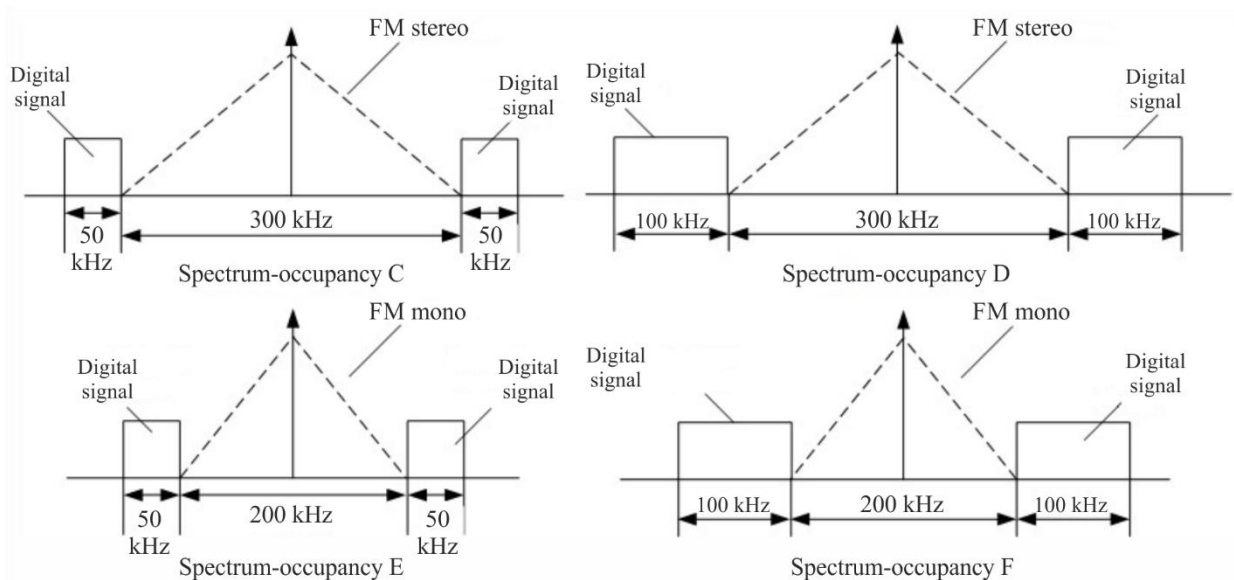 FM stereo
Digital
signal
Digital
signal
300 kHz
50
kHz
50
kHz
Spectrum-occupancy C
FM stereo
Digital
signal
Digital
signal
100 kHz
300 kHz
100 kHz
Spectrum-occupancy D
FM mono
Digital
signal
Digital
signal
200 kHz
50
kHz
50
kHz
Spectrum-occupancy E
FM mono
Digital
signal
Digital
signal
100 kHz
200 kHz
100 kHz
Spectrum-occupancy F